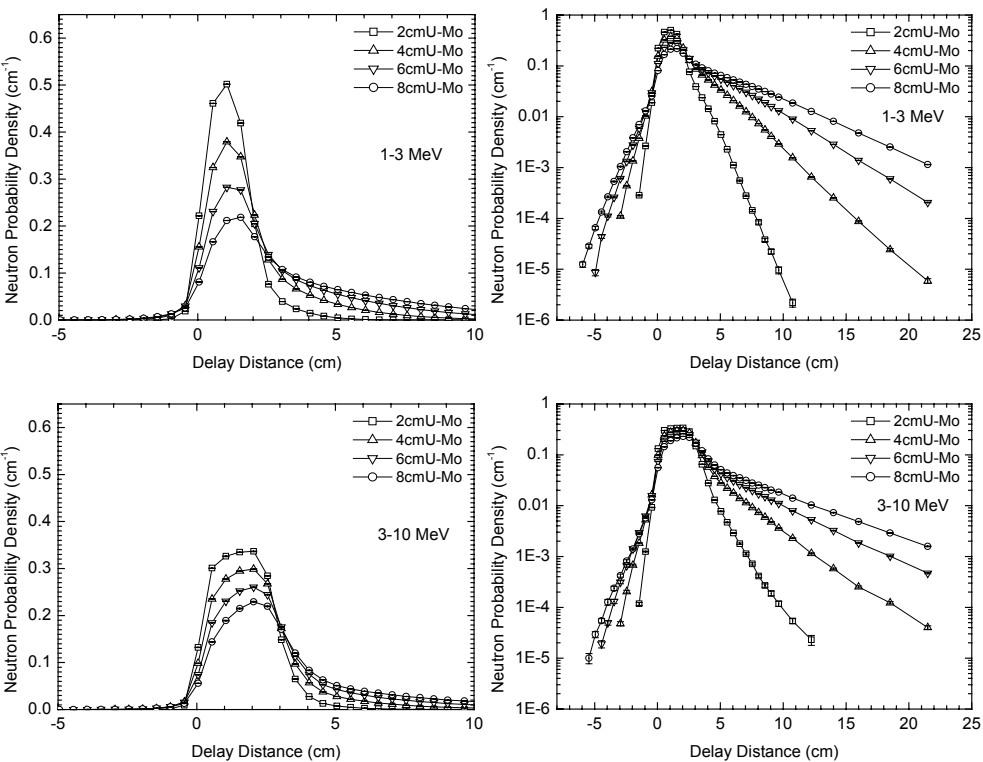 Neutron Probability Density (cm⁻¹)
0.6
0.5
0.4
0.3
0.2
0.1
0.0
2cmU-Mo
4cmU-Mo
6cmU-Mo
8cmU-Mo
1-3 MeV
-5 0 5 10
Delay Distance (cm)
Neutron Probability Density (cm⁻¹)
1
0.1
0.01
1E-3
1E-4
1E-5
1E-6
2cmU-Mo
4cmU-Mo
6cmU-Mo
8cmU-Mo
1-3 MeV
-5 0 5 10 15 20 25
Delay Distance (cm)
Neutron Probability Density (cm⁻¹)
0.6
0.5
0.4
0.3
0.2
0.1
0.0
2cmU-Mo
4cmU-Mo
6cmU-Mo
8cmU-Mo
3-10 MeV
-5 0 5 10
Delay Distance (cm)
Neutron Probability Density (cm⁻¹)
1
0.1
0.01
1E-3
1E-4
1E-5
1E-6
2cmU-Mo
4cmU-Mo
6cmU-Mo
8cmU-Mo
3-10 MeV
-5 0 5 10 15 20 25
Delay Distance (cm)